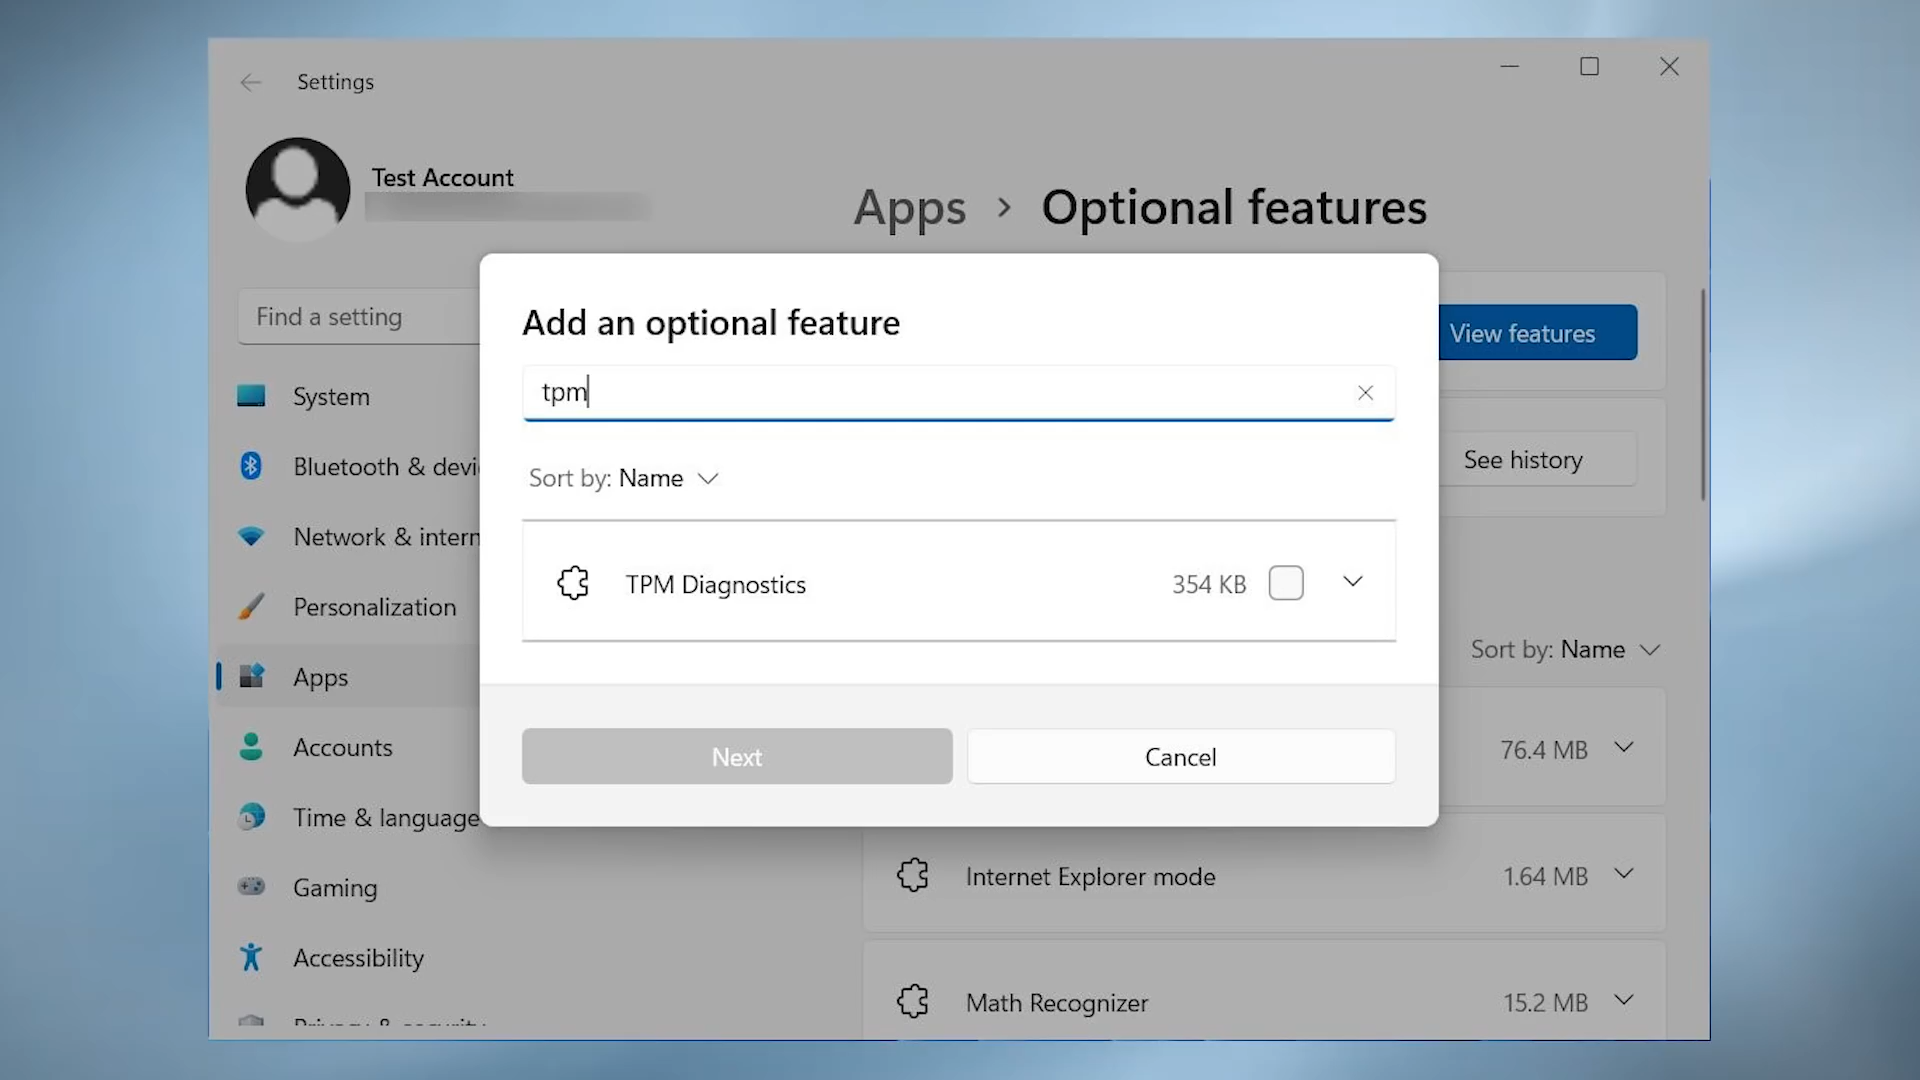 Settings
Test Account
Apps > Optional features
Find a setting
View features
Add an optional feature
tpm
System
Bluetooth & devi
See history
Sort by: Name
Network & intern
TPM Diagnostics 354 KB
Personalization
Sort by: Name
Apps
Accounts
Next Cancel
76.4 MB
Time & language
Gaming
Internet Explorer mode 1.64 MB
Accessibility
Math Recognizer 15.2 MB
Privacy & security